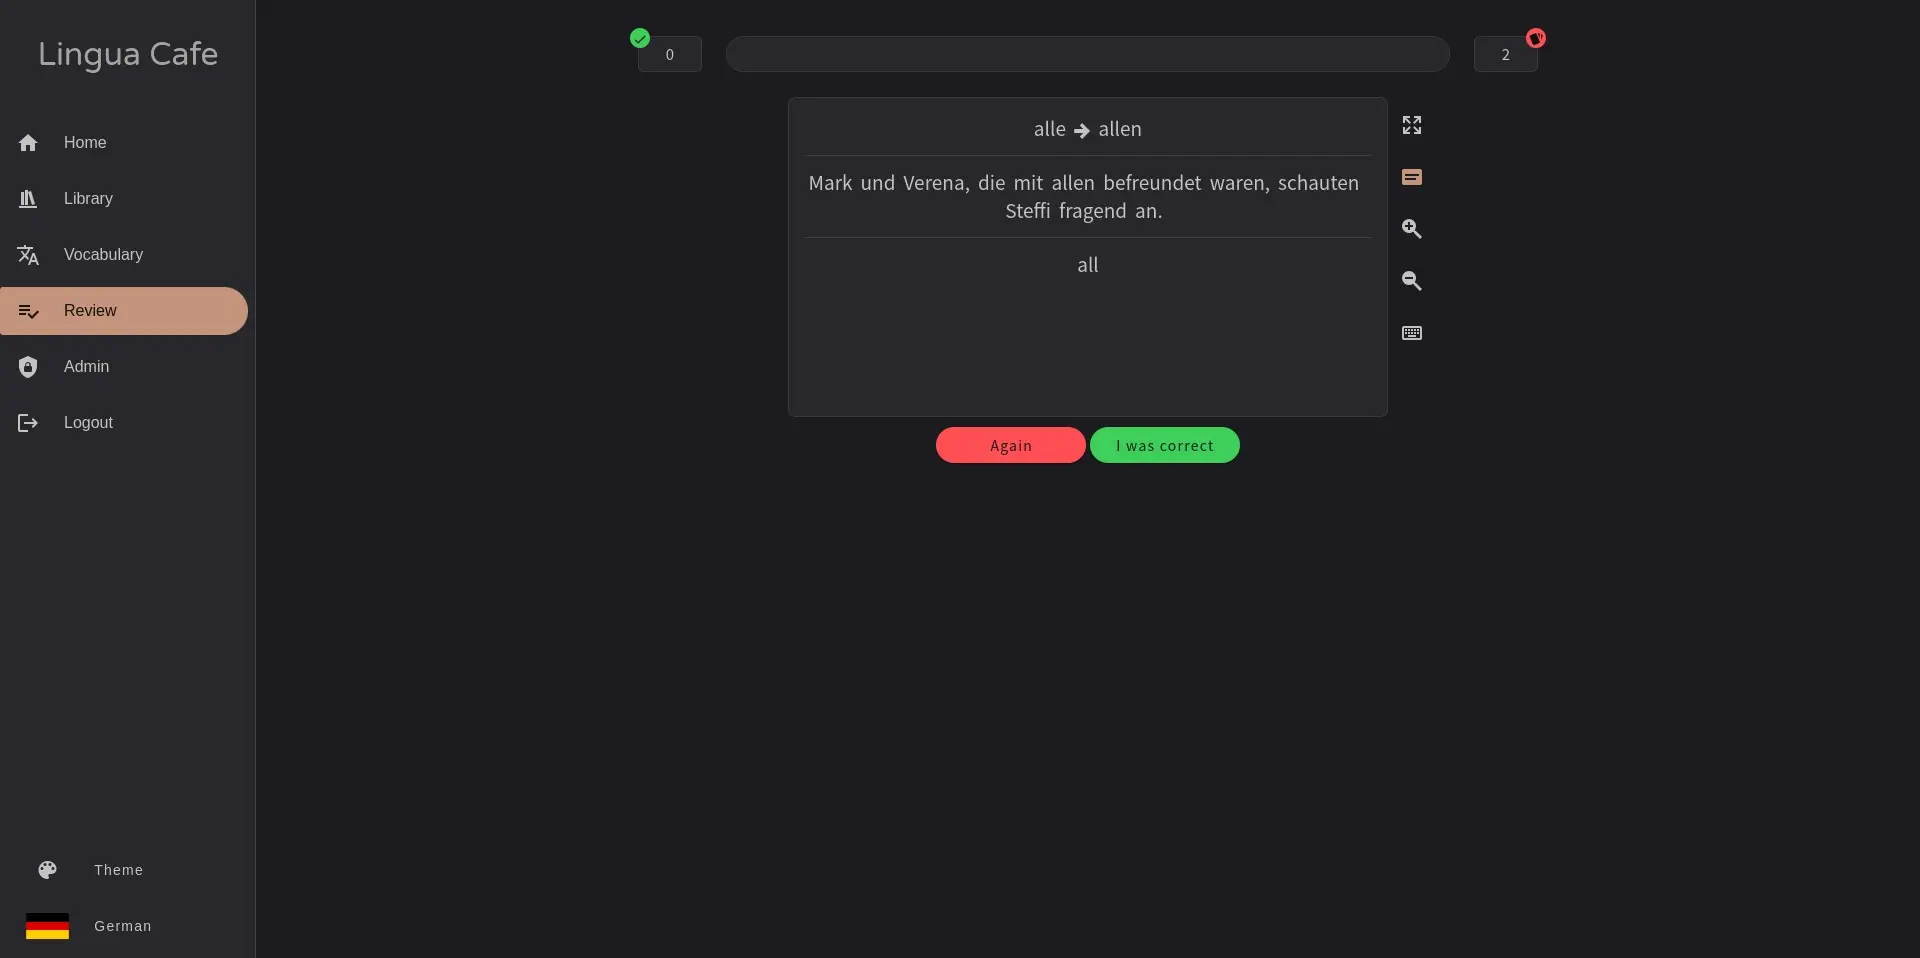 Lingua Cafe
Home
Library
Vocabulary
Review
Admin
Logout
Theme
German
0
2
alle → allen
Mark und Verena, die mit allen befreundet waren, schauten
Steffi fragend an.
all
Again
I was correct